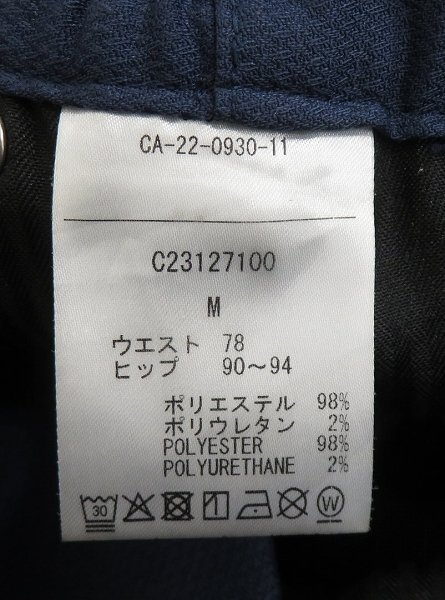 CA-22-0930-11
C23127100
M
ウエスト 78
ヒップ 90～94
ポリエステル 98%
ポリウレタン 2%
POLYESTER 98%
POLYURETHANE 2%
30 W